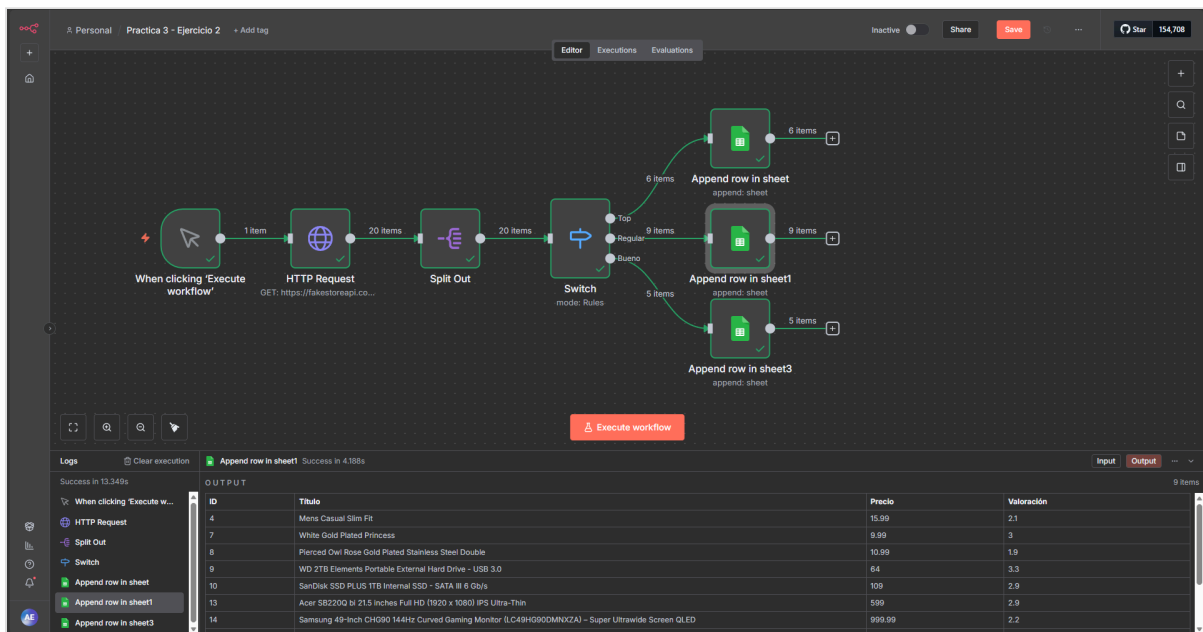 Personal / Practica 3 - Ejercicio 2 + Add tag
Inactive Share Save ... Star 154,708
Editor Executions Evaluations
6 items
6 items
Append row in sheet
append: sheet
1 item 20 items 20 items
Top
Regular 9 items 9 items
Bueno
When clicking ‘Execute workflow’
HTTP Request
GET: https://fakestoreapi.co...
Split Out
Switch
mode: Rules
Append row in sheet1
append: sheet
5 items
5 items
Append row in sheet3
append: sheet
Execute workflow
Logs Clear execution Append row in sheet1 Success in 4.188s Input Output ...
Success in 13.349s OUTPUT 9 items
When clicking ‘Execute w...
HTTP Request
Split Out
Switch
Append row in sheet
Append row in sheet1
Append row in sheet3
AE
ID Título Precio Valoración
4 Mens Casual Slim Fit 15.99 2.1
7 White Gold Plated Princess 9.99 3
8 Pierced Owl Rose Gold Plated Stainless Steel Double 10.99 1.9
9 WD 2TB Elements Portable External Hard Drive - USB 3.0 64 3.3
10 SanDisk SSD PLUS 1TB Internal SSD - SATA III 6 Gb/s 109 2.9
13 Acer SB220Q bi 21.5 inches Full HD (1920 x 1080) IPS Ultra-Thin 599 2.9
14 Samsung 49-Inch CHG90 144Hz Curved Gaming Monitor (LC49HG90DMNXZA) – Super Ultrawide Screen QLED 999.99 2.2